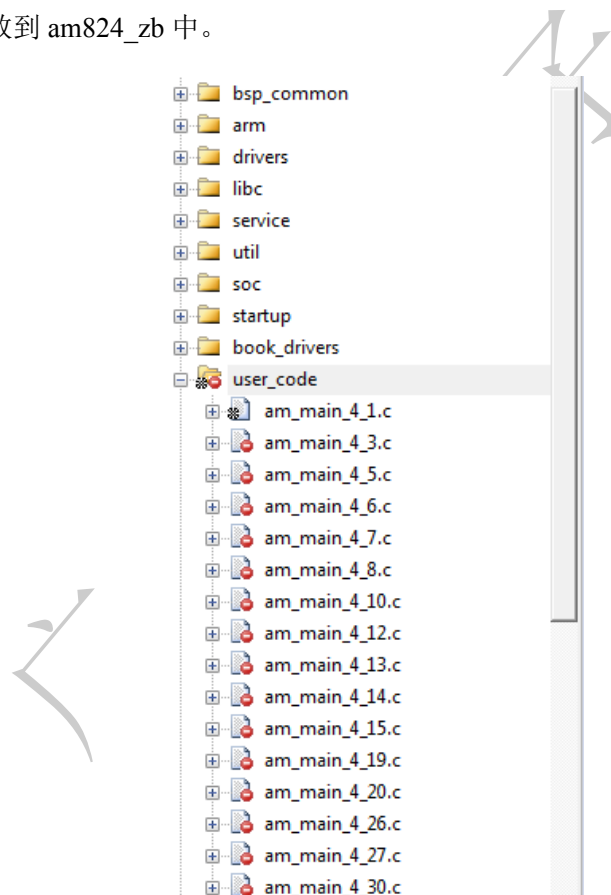 到 am824_zb 中。
bsp_common
arm
drivers
libc
service
util
soc
startup
book_drivers
user_code
am_main_4_1.c
am_main_4_3.c
am_main_4_5.c
am_main_4_6.c
am_main_4_7.c
am_main_4_8.c
am_main_4_10.c
am_main_4_12.c
am_main_4_13.c
am_main_4_14.c
am_main_4_15.c
am_main_4_19.c
am_main_4_20.c
am_main_4_26.c
am_main_4_27.c
am_main_4_30.c